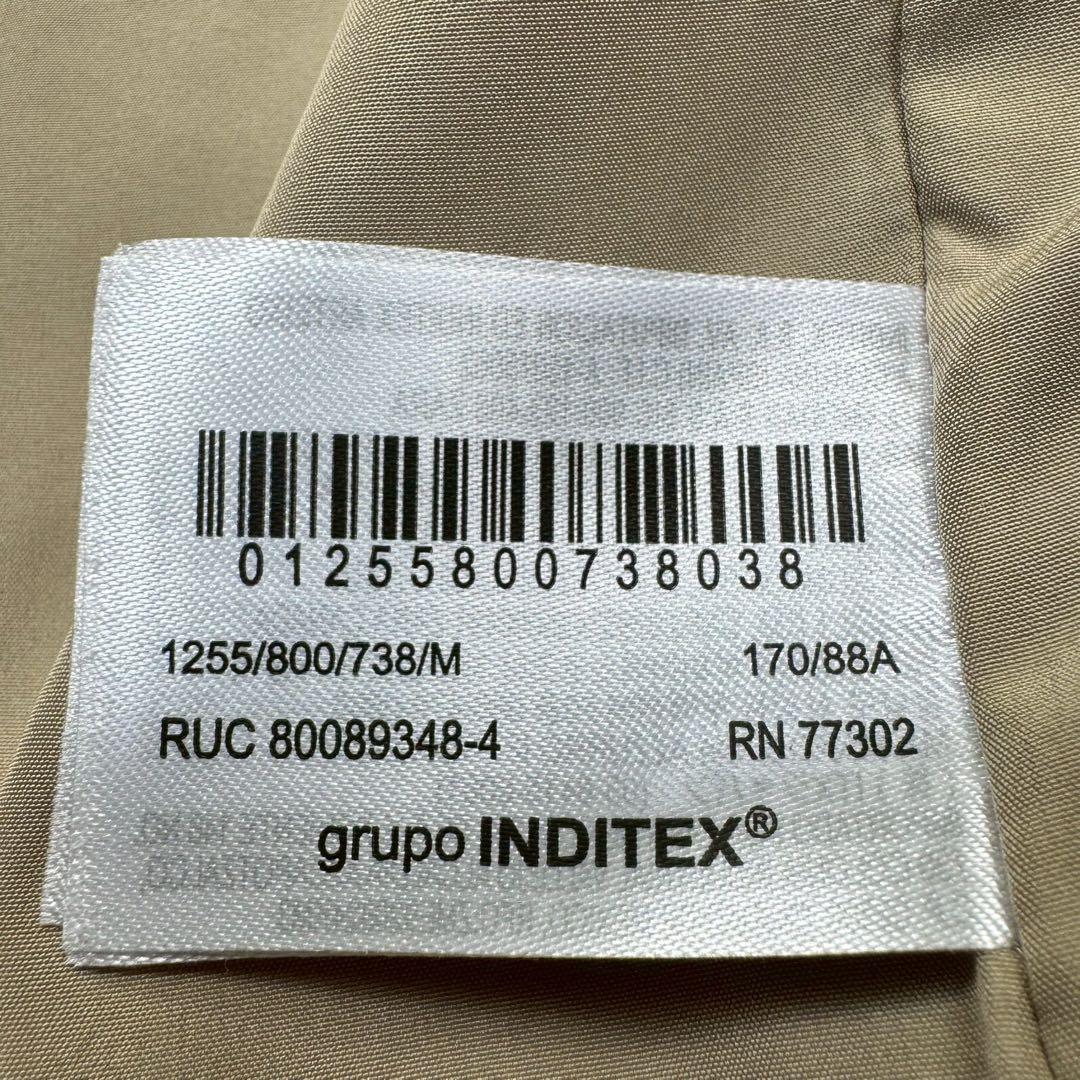 01255800738038
1255/800/738/M 170/88A
RUC 80089348-4 RN 77302
grupo INDITEX®